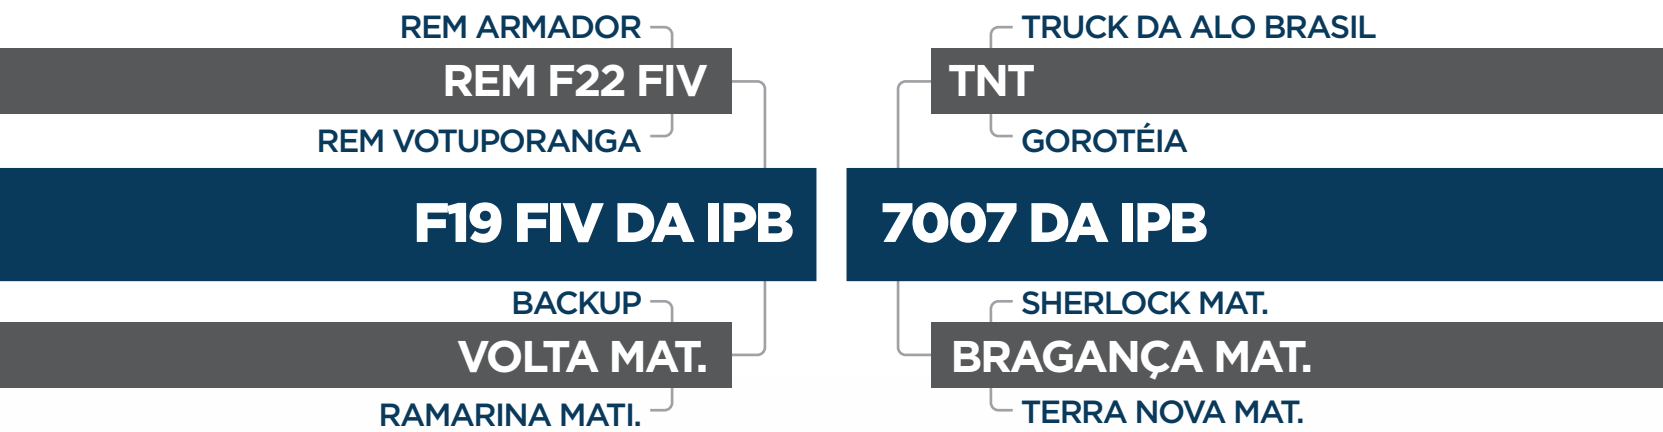 REM ARMADOR
REM F22 FIV
REM VOTUPORANGA
F19 FIV DA IPB
BACKUP
VOLTA MAT.
RAMARINA MATI.
TRUCK DA ALO BRASIL
TNT
GOROTÉIA
7007 DA IPB
SHERLOCK MAT.
BRAGANÇA MAT.
TERRA NOVA MAT.